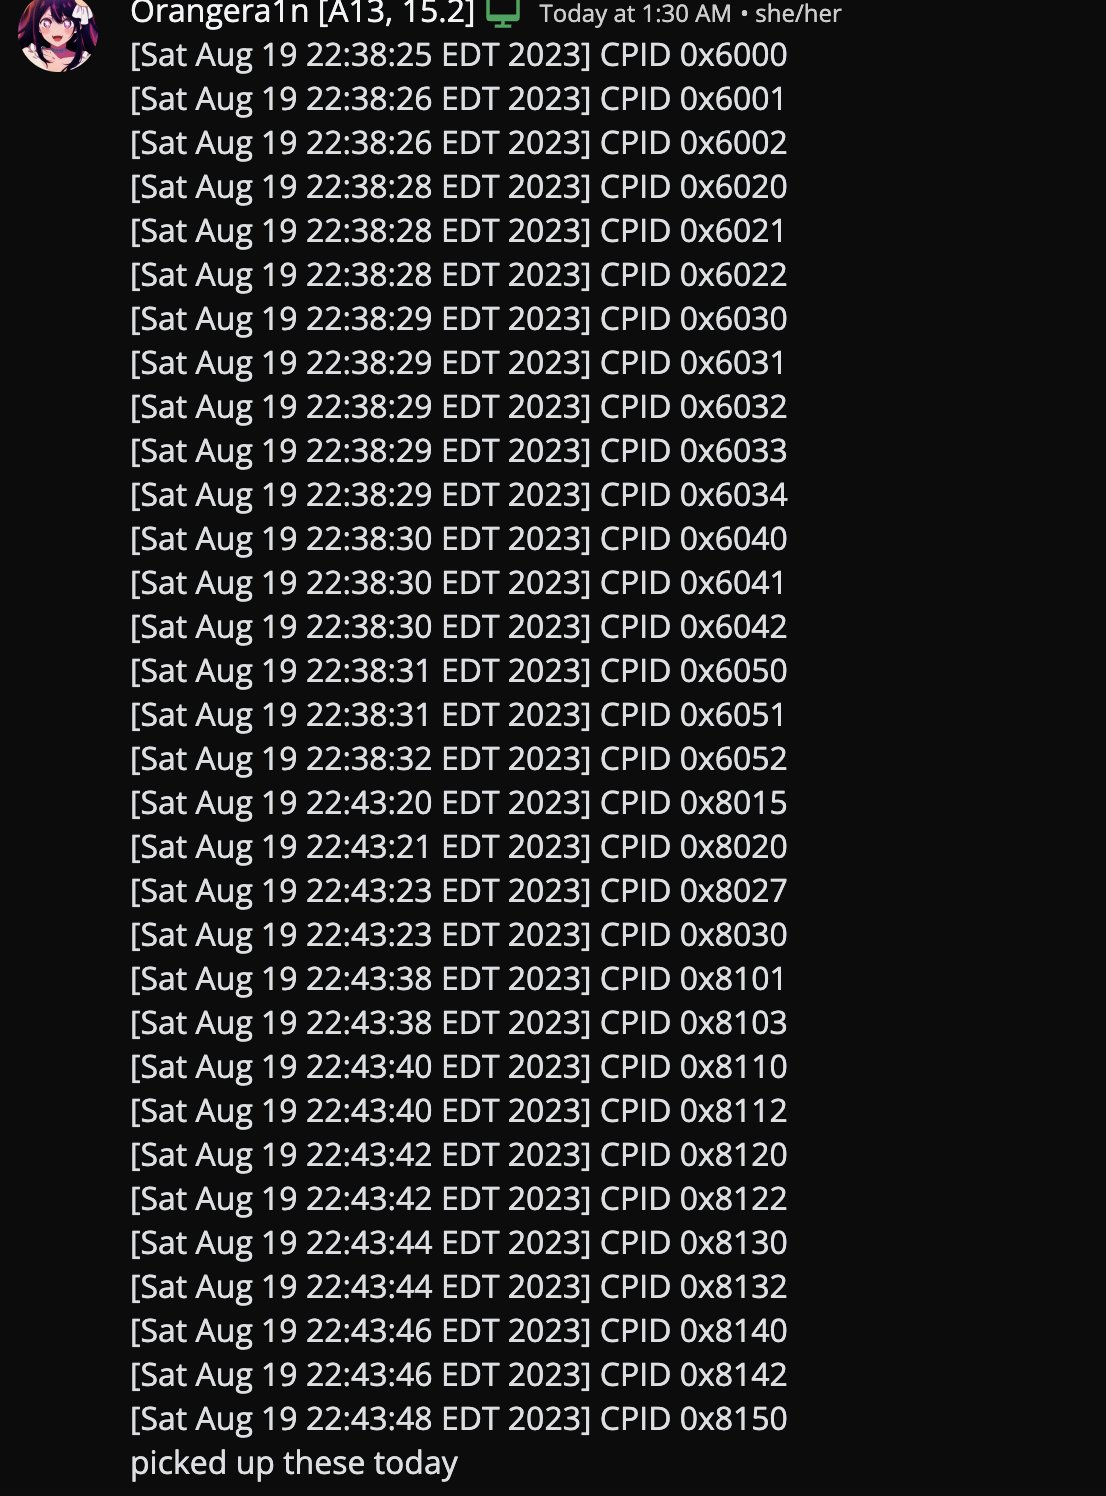 Orangera1n [A13, 15.2] Today at 1:30 AM • she/her
[Sat Aug 19 22:38:25 EDT 2023] CPID 0x6000
[Sat Aug 19 22:38:26 EDT 2023] CPID 0x6001
[Sat Aug 19 22:38:26 EDT 2023] CPID 0x6002
[Sat Aug 19 22:38:28 EDT 2023] CPID 0x6020
[Sat Aug 19 22:38:28 EDT 2023] CPID 0x6021
[Sat Aug 19 22:38:28 EDT 2023] CPID 0x6022
[Sat Aug 19 22:38:29 EDT 2023] CPID 0x6030
[Sat Aug 19 22:38:29 EDT 2023] CPID 0x6031
[Sat Aug 19 22:38:29 EDT 2023] CPID 0x6032
[Sat Aug 19 22:38:29 EDT 2023] CPID 0x6033
[Sat Aug 19 22:38:29 EDT 2023] CPID 0x6034
[Sat Aug 19 22:38:30 EDT 2023] CPID 0x6040
[Sat Aug 19 22:38:30 EDT 2023] CPID 0x6041
[Sat Aug 19 22:38:30 EDT 2023] CPID 0x6042
[Sat Aug 19 22:38:31 EDT 2023] CPID 0x6050
[Sat Aug 19 22:38:31 EDT 2023] CPID 0x6051
[Sat Aug 19 22:38:32 EDT 2023] CPID 0x6052
[Sat Aug 19 22:43:20 EDT 2023] CPID 0x8015
[Sat Aug 19 22:43:21 EDT 2023] CPID 0x8020
[Sat Aug 19 22:43:23 EDT 2023] CPID 0x8027
[Sat Aug 19 22:43:23 EDT 2023] CPID 0x8030
[Sat Aug 19 22:43:38 EDT 2023] CPID 0x8101
[Sat Aug 19 22:43:38 EDT 2023] CPID 0x8103
[Sat Aug 19 22:43:40 EDT 2023] CPID 0x8110
[Sat Aug 19 22:43:40 EDT 2023] CPID 0x8112
[Sat Aug 19 22:43:42 EDT 2023] CPID 0x8120
[Sat Aug 19 22:43:42 EDT 2023] CPID 0x8122
[Sat Aug 19 22:43:44 EDT 2023] CPID 0x8130
[Sat Aug 19 22:43:44 EDT 2023] CPID 0x8132
[Sat Aug 19 22:43:46 EDT 2023] CPID 0x8140
[Sat Aug 19 22:43:46 EDT 2023] CPID 0x8142
[Sat Aug 19 22:43:48 EDT 2023] CPID 0x8150
picked up these today